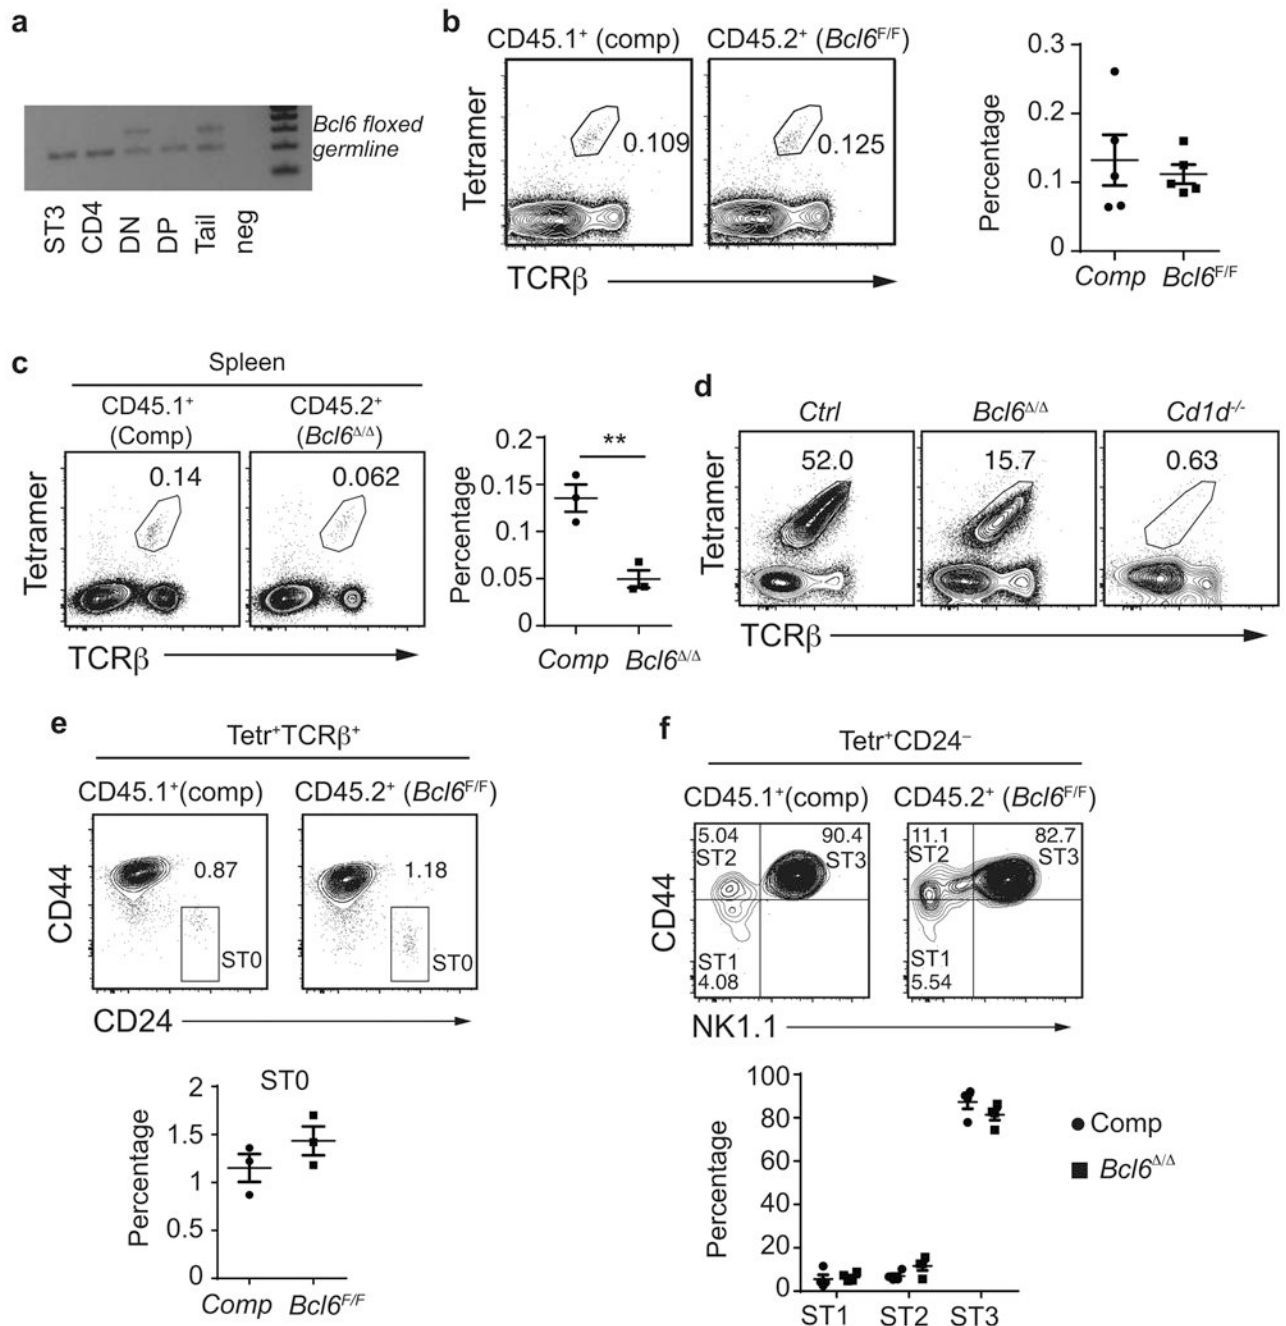 a
Bcl6 floxed
germline
ST3
CD4
DN
DP
Tail
neg
b
CD45.1⁺ (comp)
CD45.2⁺ (Bcl6ᶠ/ᶠ)
Tetramer
0.109
0.125
TCRβ
Percentage
0.3
0.2
0.1
0
Comp
Bcl6ᶠ/ᶠ
c
Spleen
CD45.1⁺
(Comp)
CD45.2⁺
(Bcl6Δ/Δ)
Tetramer
0.14
0.062
TCRβ
Percentage
0.2
0.15
0.1
0.05
0
**
Comp
Bcl6Δ/Δ
d
Ctrl
Bcl6Δ/Δ
Cd1d⁻/⁻
Tetramer
52.0
15.7
0.63
TCRβ
e
Tetr⁺TCRβ⁺
CD45.1⁺(comp)
CD45.2⁺ (Bcl6ᶠ/ᶠ)
CD44
0.87
ST0
1.18
ST0
CD24
ST0
Percentage
2
1.5
1
0.5
0
Comp
Bcl6ᶠ/ᶠ
f
Tetr⁺CD24⁻
CD45.1⁺(comp)
CD45.2⁺ (Bcl6ᶠ/ᶠ)
CD44
5.04
ST2
90.4
ST3
ST1
4.08
11.1
ST2
82.7
ST3
ST1
5.54
NK1.1
Percentage
100
80
60
40
20
0
ST1
ST2
ST3
Comp
Bcl6Δ/Δ